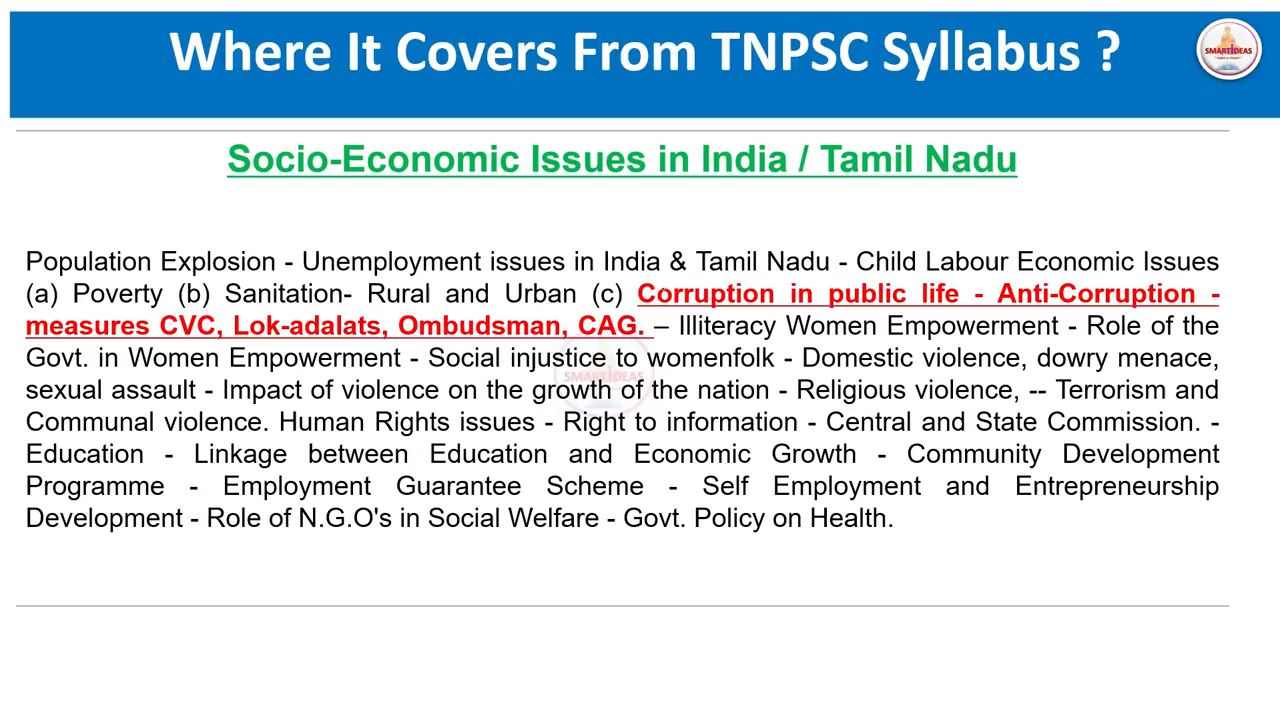 Where It Covers From TNPSC Syllabus ?
SMARTIDEAS
Socio-Economic Issues in India / Tamil Nadu
Population Explosion - Unemployment issues in India & Tamil Nadu - Child Labour Economic Issues
(a) Poverty (b) Sanitation- Rural and Urban (c) Corruption in public life - Anti-Corruption -
measures CVC, Lok-adalats, Ombudsman, CAG. – Illiteracy Women Empowerment - Role of the
Govt. in Women Empowerment - Social injustice to womenfolk - Domestic violence, dowry menace,
SMARTIDEAS
sexual assault - Impact of violence on the growth of the nation - Religious violence, -- Terrorism and
Communal violence. Human Rights issues - Right to information - Central and State Commission. -
Education - Linkage between Education and Economic Growth - Community Development
Programme - Employment Guarantee Scheme - Self Employment and Entrepreneurship
Development - Role of N.G.O's in Social Welfare - Govt. Policy on Health.